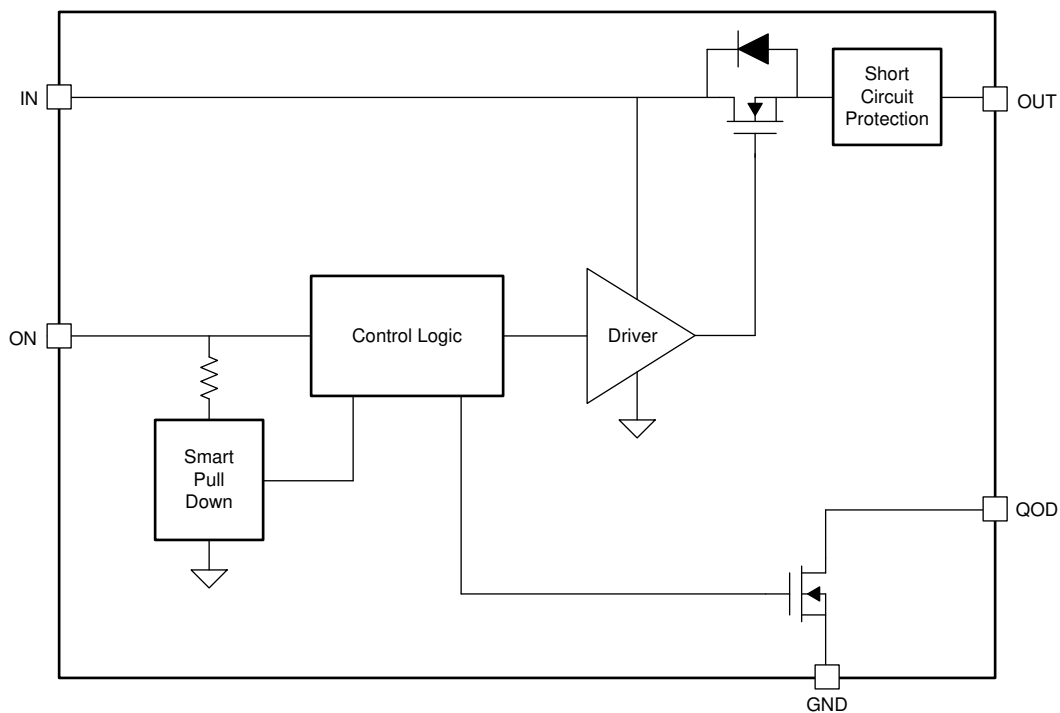 IN
Short
Circuit
Protection
OUT
ON
Control Logic
Driver
Smart
Pull
Down
QOD
GND